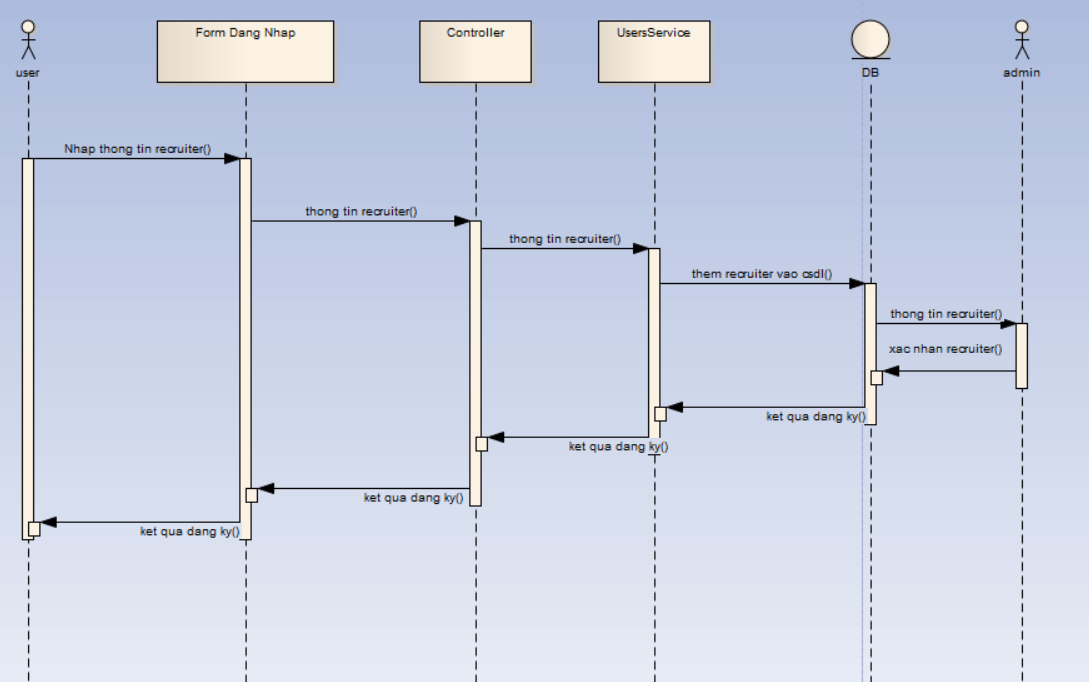 Form Dang Nhap
Controller
UsersService
user
DB
admin
Nhap thong tin recruiter()
thong tin recruiter()
thong tin recruiter()
them recruiter vao csdl()
thong tin recruiter()
xac nhan recruiter()
ket qua dang ky()
ket qua dang ky()
ket qua dang ky()
ket qua dang ky()